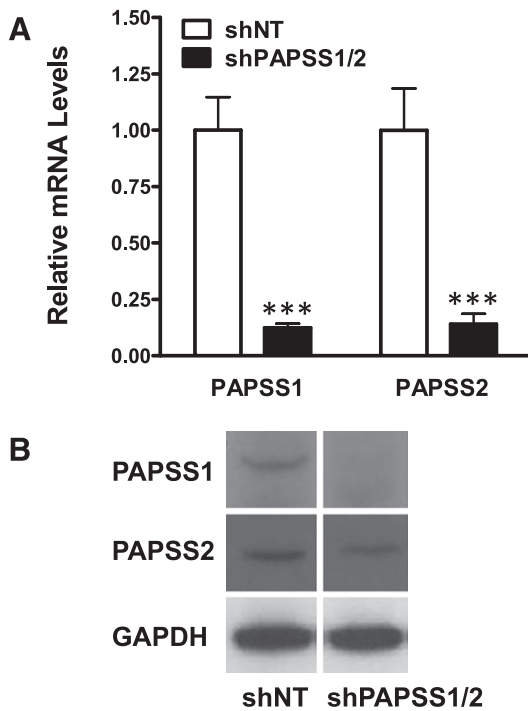 A
Relative mRNA Levels
1.50
1.25
1.00
0.75
0.50
0.25
0.00
shNT
shPAPSS1/2
***
***
PAPSS1
PAPSS2
B
PAPSS1
PAPSS2
GAPDH
shNT shPAPSS1/2